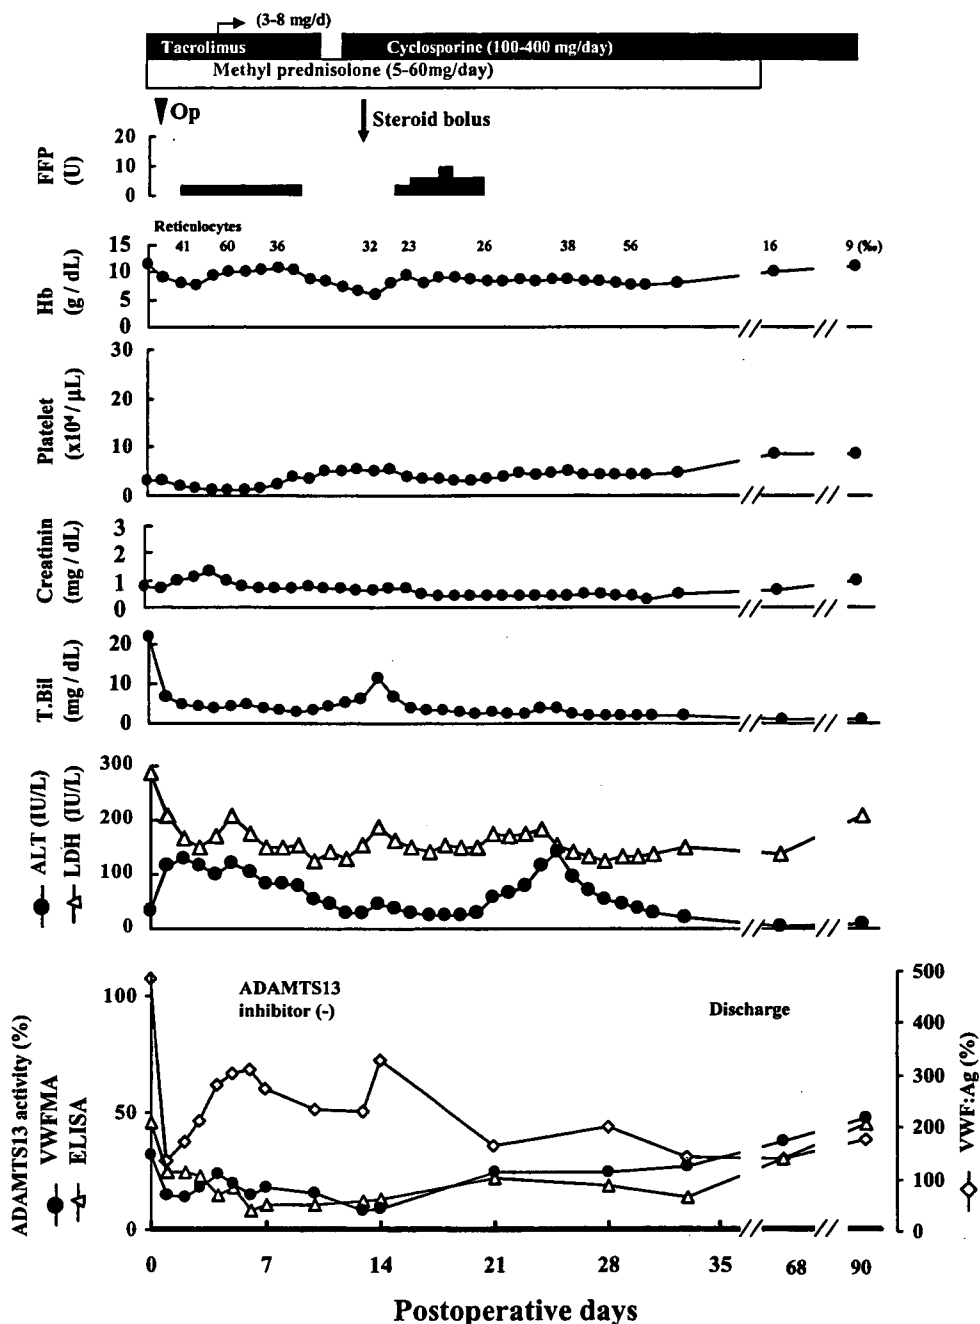 (3-8 mg/d)
Tacrolimus
Cyclosporine (100-400 mg/day)
Methyl prednisolone (5-60mg/day)
Op
Steroid bolus
FFP
(U)
20
10
0
Reticulocytes
41 60 36 32 23 26 38 56 16 9 (‰)
Hb
(g / dL)
15
10
5
0
Platelet
(x10⁴/ μL)
30
20
10
0
Creatinin
(mg / dL)
3
2
1
0
T.Bil
(mg / dL)
20
10
0
ALT (IU/L)
LDH (IU/L)
300
200
100
0
ADAMTS13 activity (%)
VWFMA
ELISA
100
50
0
ADAMTS13
inhibitor (-)
Discharge
500
400
300
200
100
0
VWF:Ag (%)
0 7 14 21 28 35 68 90
Postoperative days